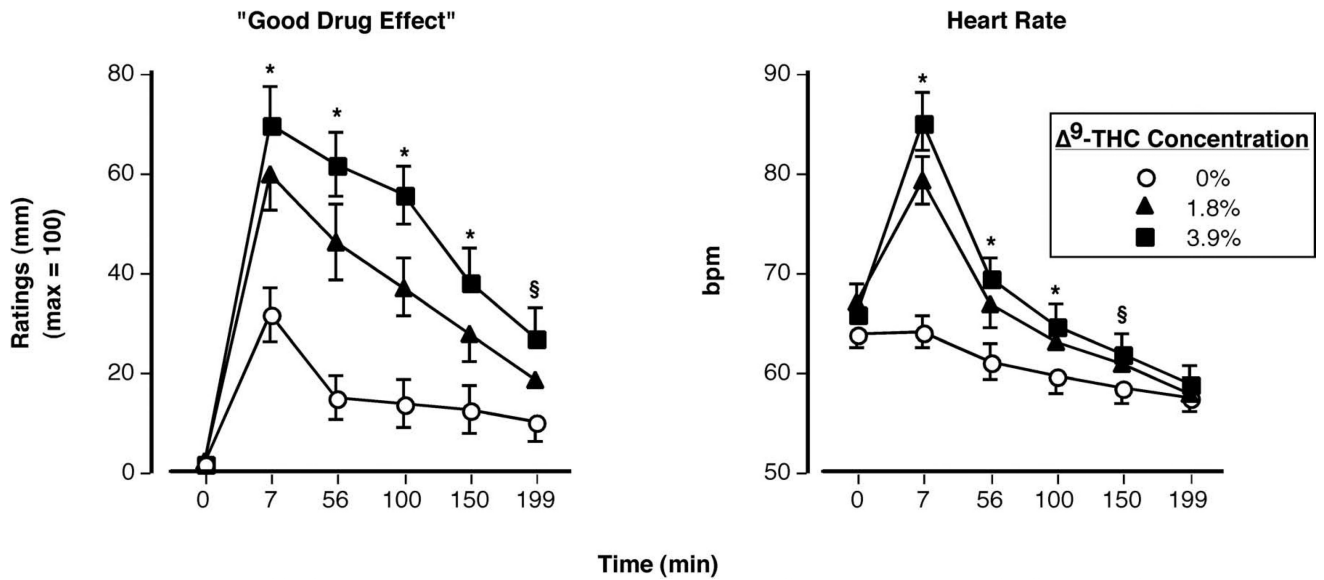 "Good Drug Effect"
80
60
40
20
0
Ratings (mm)
(max = 100)
* * * * §
0 7 56 100 150 199
Heart Rate
90
80
70
60
50
bpm
* * * §
0 7 56 100 150 199
Δ9-THC Concentration
0%
1.8%
3.9%
Time (min)